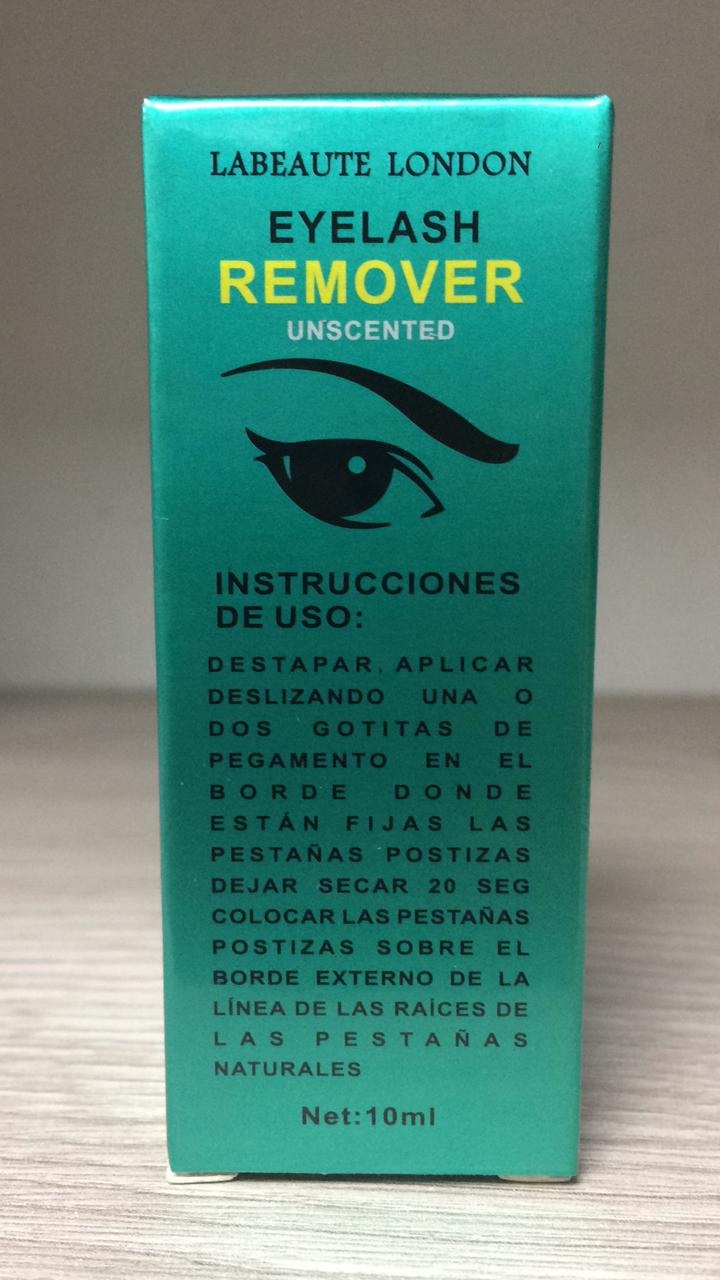 LABEAUTE LONDON
EYELASH
REMOVER
UNSCENTED
INSTRUCCIONES
DE USO:
DESTAPAR, APLICAR
DESLIZANDO UNA O
DOS GOTITAS DE
PEGAMENTO EN EL
BORDE DONDE
ESTÁN FIJAS LAS
PESTAÑAS POSTIZAS
DEJAR SECAR 20 SEG
COLOCAR LAS PESTAÑAS
POSTIZAS SOBRE EL
BORDE EXTERNO DE LA
LÍNEA DE LAS RAÍCES DE
LAS PESTAÑAS
NATURALES
Net:10ml